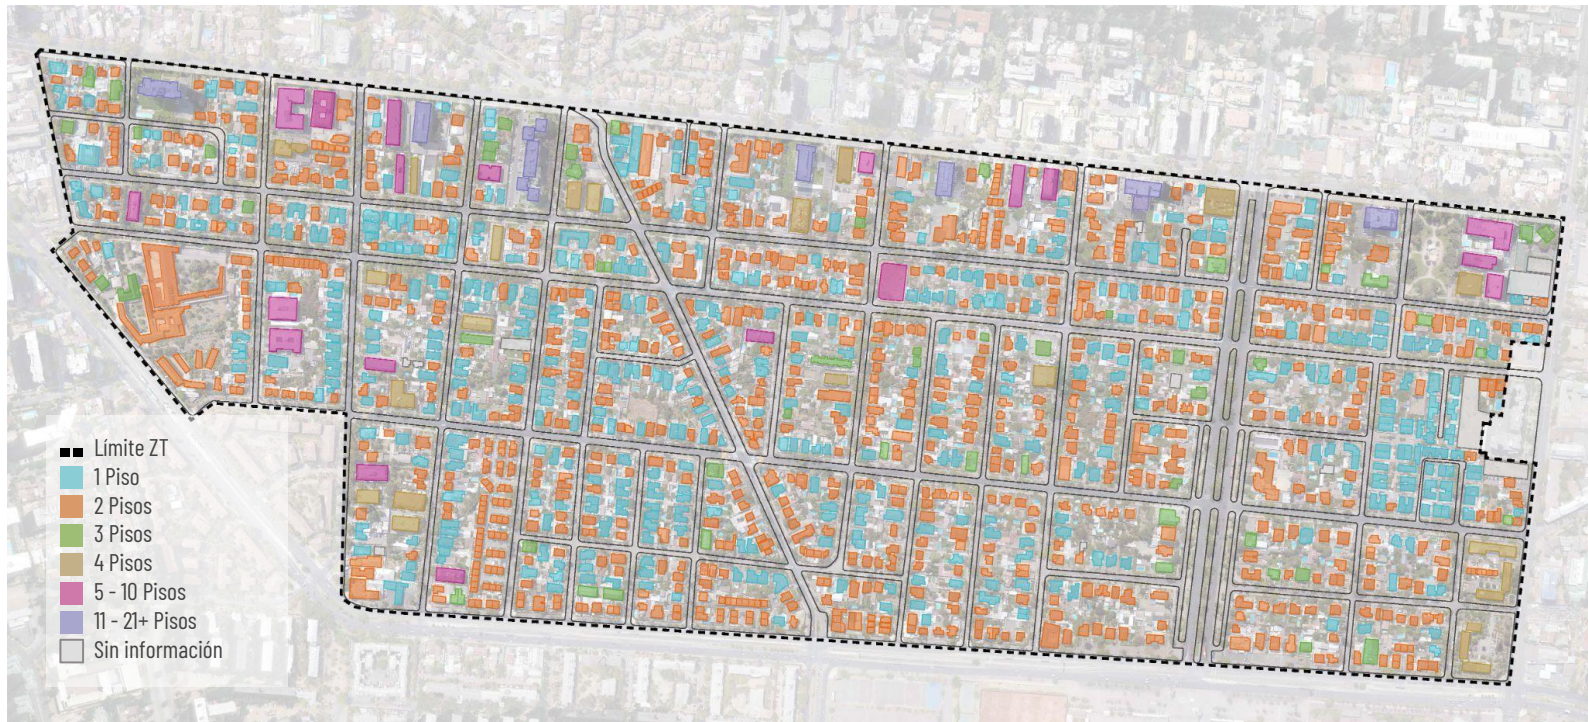 Límite ZT
1 Piso
2 Pisos
3 Pisos
4 Pisos
5 - 10 Pisos
11 - 21+ Pisos
Sin información